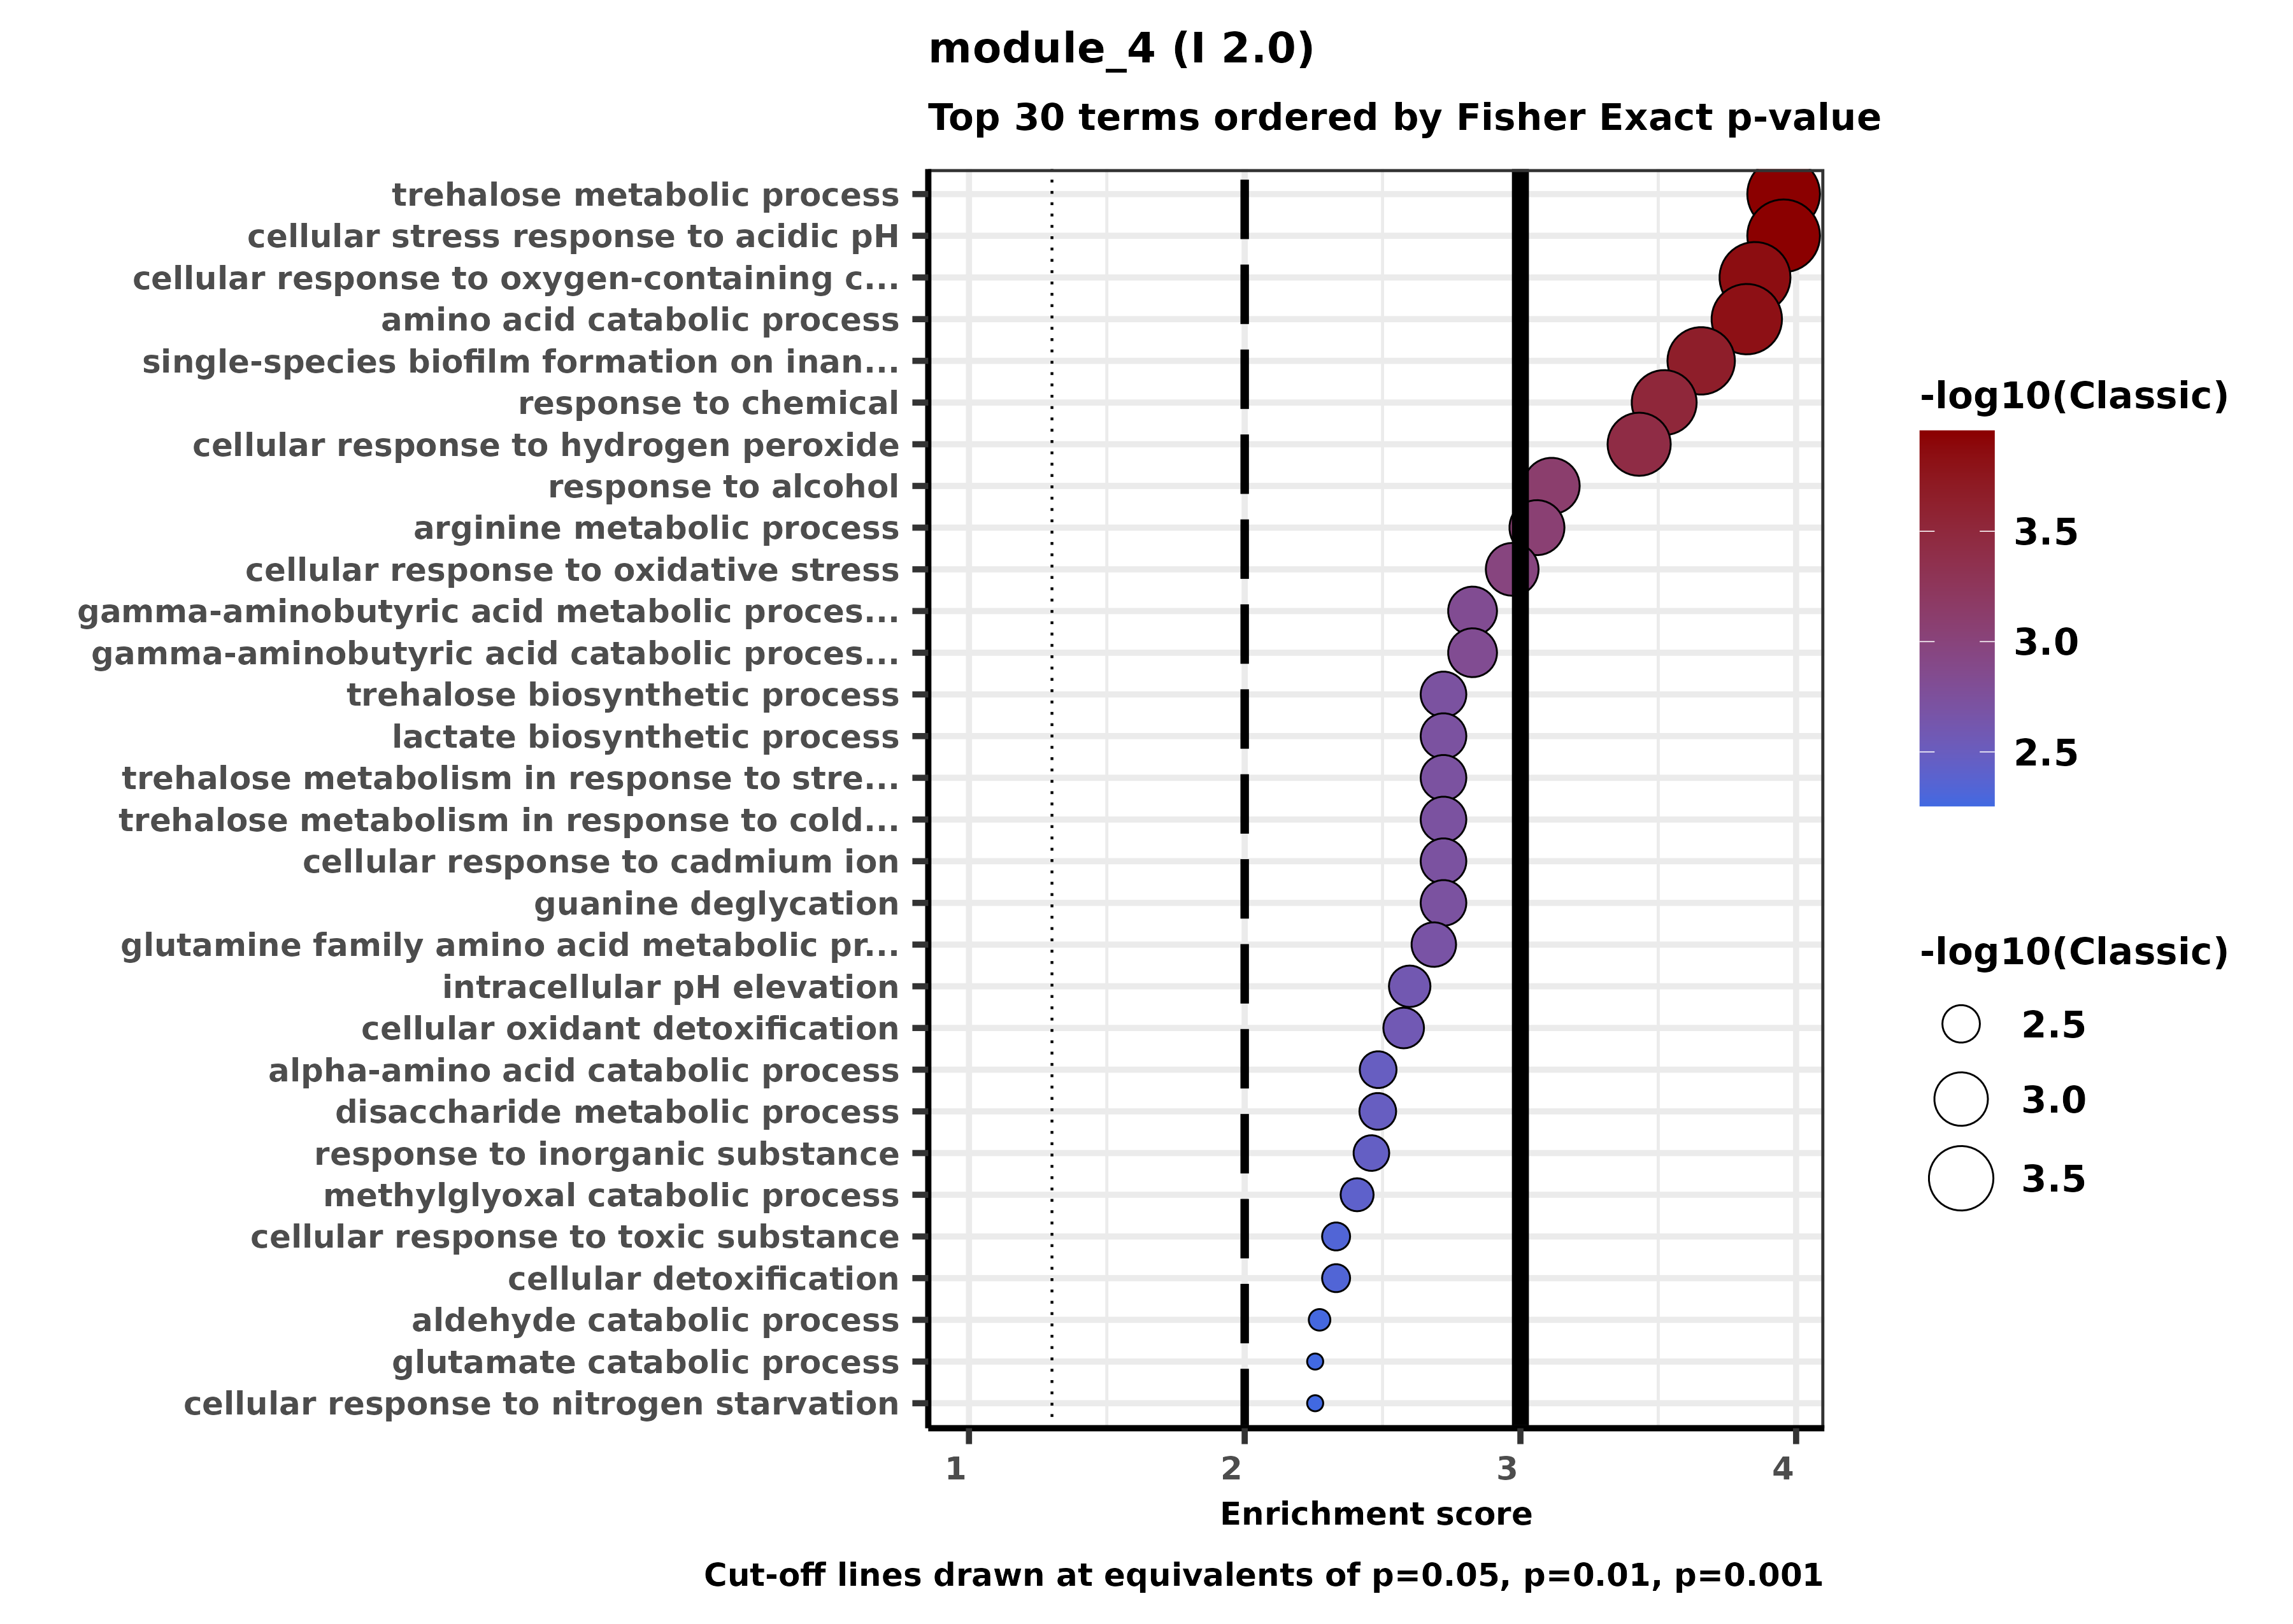 module_4 (I 2.0)
Top 30 terms ordered by Fisher Exact p-value
trehalose metabolic process
cellular stress response to acidic pH
cellular response to oxygen-containing c...
amino acid catabolic process
single-species biofilm formation on inan...
response to chemical
cellular response to hydrogen peroxide
response to alcohol
arginine metabolic process
cellular response to oxidative stress
gamma-aminobutyric acid metabolic proces...
gamma-aminobutyric acid catabolic proces...
trehalose biosynthetic process
lactate biosynthetic process
trehalose metabolism in response to stre...
trehalose metabolism in response to cold...
cellular response to cadmium ion
guanine deglycation
glutamine family amino acid metabolic pr...
intracellular pH elevation
cellular oxidant detoxification
alpha-amino acid catabolic process
disaccharide metabolic process
response to inorganic substance
methylglyoxal catabolic process
cellular response to toxic substance
cellular detoxification
aldehyde catabolic process
glutamate catabolic process
cellular response to nitrogen starvation
1 2 3 4
Enrichment score
Cut-off lines drawn at equivalents of p=0.05, p=0.01, p=0.001
-log10(Classic)
3.5
3.0
2.5
-log10(Classic)
2.5
3.0
3.5